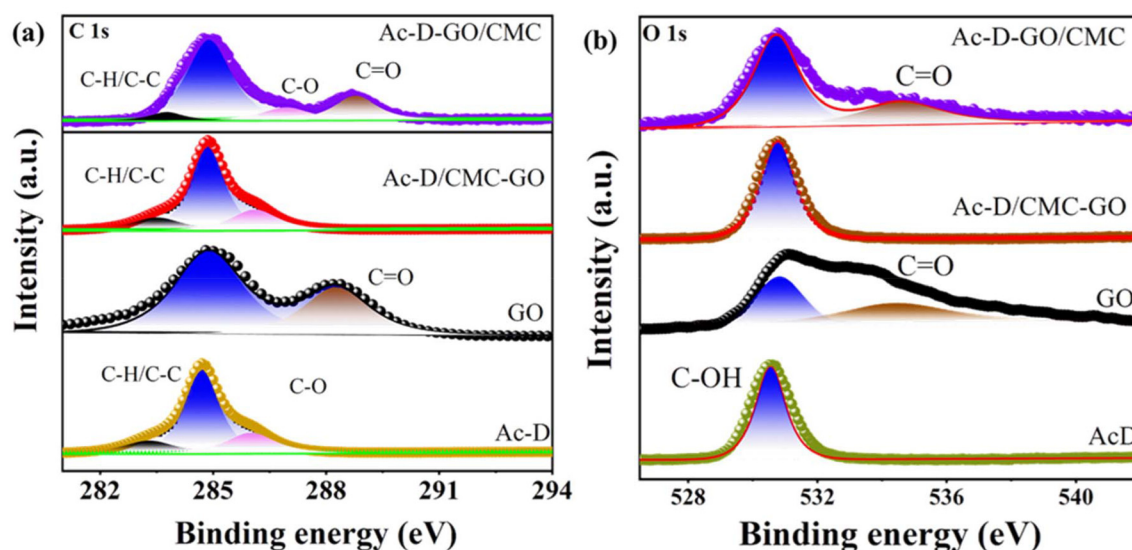 (a)
C 1s
Ac-D-GO/CMC
C-H/C-C
C-O
C=O
C-H/C-C
Ac-D/CMC-GO
C=O
GO
C-H/C-C
C-O
Ac-D
Intensity (a.u.)
282 285 288 291 294
Binding energy (eV)
(b)
O 1s
Ac-D-GO/CMC
C=O
Ac-D/CMC-GO
C=O
GO
C-OH
AcD
Intensity (a.u.)
528 532 536 540
Binding energy (eV)